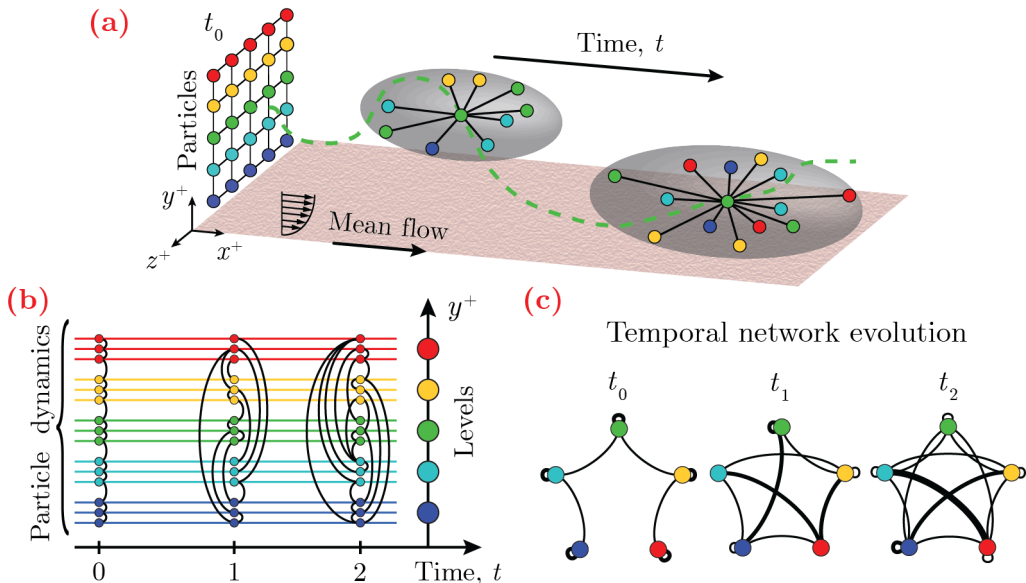 (a)
t₀
Time, t
Particles
y⁺
z⁺
x⁺
Mean flow
(b)
Particle dynamics
y⁺
Levels
0
1
2
Time, t
(c)
Temporal network evolution
t₀
t₁
t₂